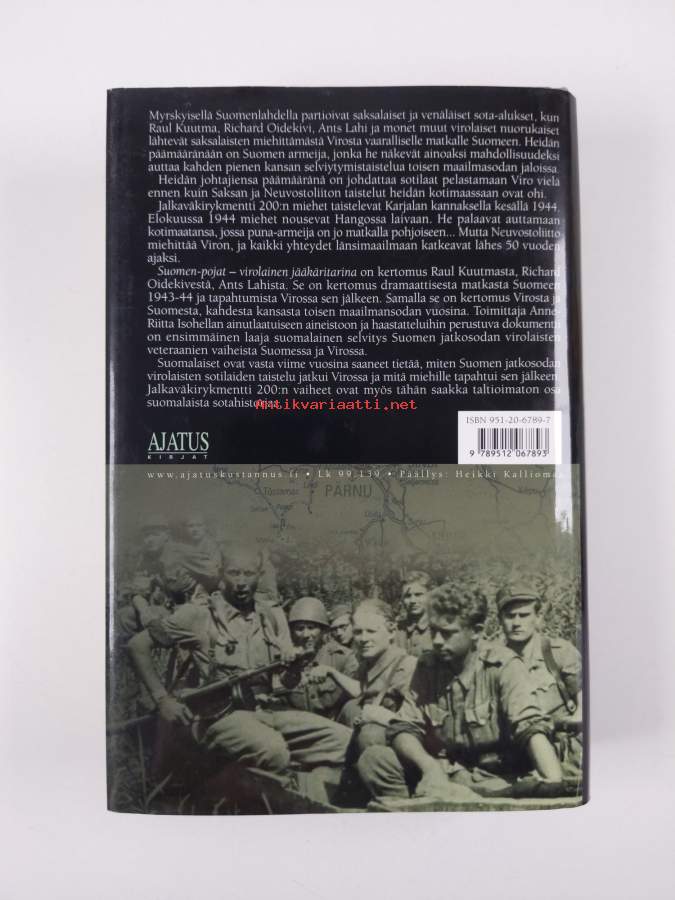 Myrskyisellä Suomenlahdella partioivat saksalaiset ja venäläiset sota-alukset, kun
Raul Kuutma, Richard Oidekivi, Ants Lahi ja monet muut virolaiset nuorukaiset
lähtevät saksalaisten miehittämästä Virosta vaaralliselle matkalle Suomeen. Heidän
päämääränään on Suomen armeija, jonka he näkevät ainoaksi mahdollisuudeksi
auttaa kahden pienen kansan selviytymistaistelua toisen maailmasodan jaloissa.
Heidän johtajiensa päämääränä on johdattaa sotilaat pelastamaan Viro vielä
ennen kuin Saksan ja Neuvostoliiton taistelut heidän kotimaassaan ovat ohi.
Jalkaväkirykmentti 200:n miehet taistelevat Karjalan kannaksella kesällä 1944.
Elokuussa 1944 miehet nousevat Hangossa laivaan. He palaavat auttamaan
kotimaatansa, jossa puna-armeija on jo matkalla pohjoiseen... Mutta Neuvostoliitto
miehittää Viron, ja kaikki yhteydet länsimaailmaan katkeavat lähes 50 vuoden
ajaksi.
Suomen-pojat – virolainen jääkäritarina on kertomus Raul Kuutmasta, Richard
Oidekivestä, Ants Lahista. Se on kertomus dramaattisesta matkasta Suomeen
1943-44 ja tapahtumista Virossa sen jälkeen. Samalla se on kertomus Virosta ja
Suomesta, kahdesta kansasta toisen maailmansodan vuosina. Toimittaja Anne-
Riitta Isohellan ainutlaatuiseen aineistoon ja haastatteluihin perustuva dokumentti
on ensimmäinen laaja suomalainen selvitys Suomen jatkosodan virolaisten
veteraanien vaiheista Suomessa ja Virossa.
Suomalaiset ovat vasta viime vuosina saaneet tietää, miten Suomen jatkosodan
virolaisten sotilaiden taistelu jatkui Virossa ja mitä miehille tapahtui sen jälkeen.
Jalkaväkirykmentti 200:n vaiheet ovat myös tähän saakka taltioimaton osa
suomalaista sotahistoriaa.
Antikvariaatti.net
ISBN 951-20-6789-7
9 789512 067893
AJATUS
KIRJAT
www.ajatuskustannus.fi • Lk 99.139 • Päällys: Heikki Kalliomaa
PÄRNU